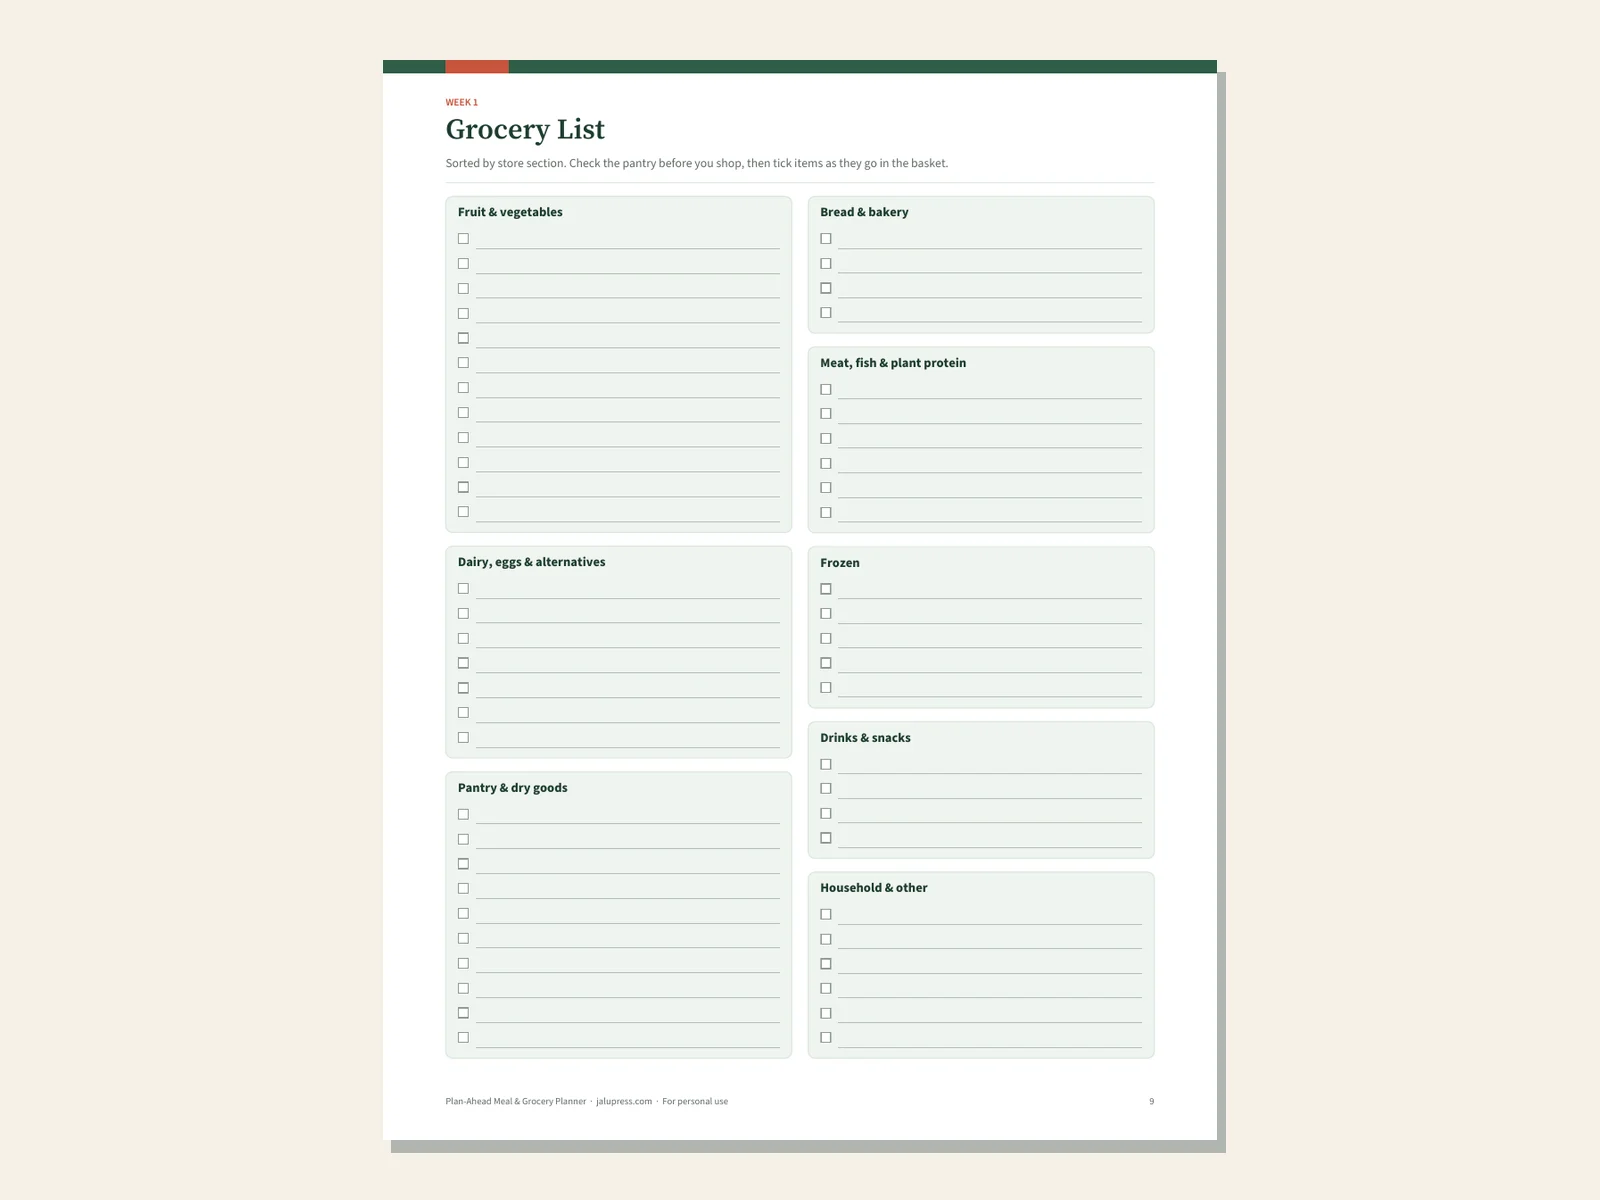 WEEK 1
Grocery List
Sorted by store section. Check the pantry before you shop, then tick items as they go in the basket.
Fruit & vegetables
Dairy, eggs & alternatives
Pantry & dry goods
Bread & bakery
Meat, fish & plant protein
Frozen
Drinks & snacks
Household & other
Plan-Ahead Meal & Grocery Planner · jalupress.com · For personal use
9